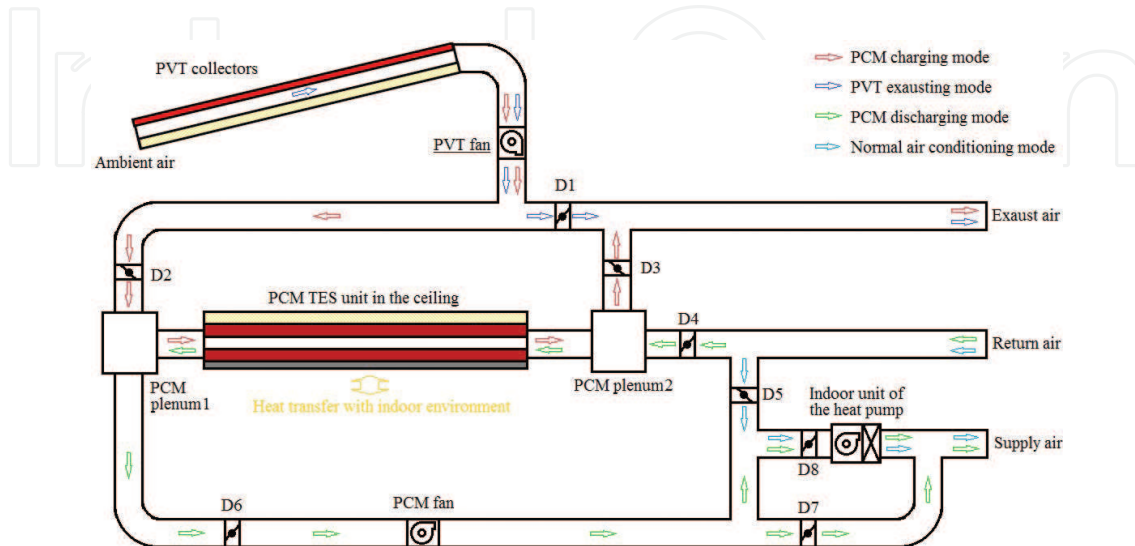 PVT collectors
PCM charging mode
PVT exausting mode
PCM discharging mode
Normal air conditioning mode
Ambient air
PVT fan
D1
Exaust air
D2
D3
PCM TES unit in the ceiling
D4
Return air
PCM
plenum1
PCM plenum2
Heat transfer with indoor environment
D5
Indoor unit of
the heat pump
Supply air
D8
D6
PCM fan
D7